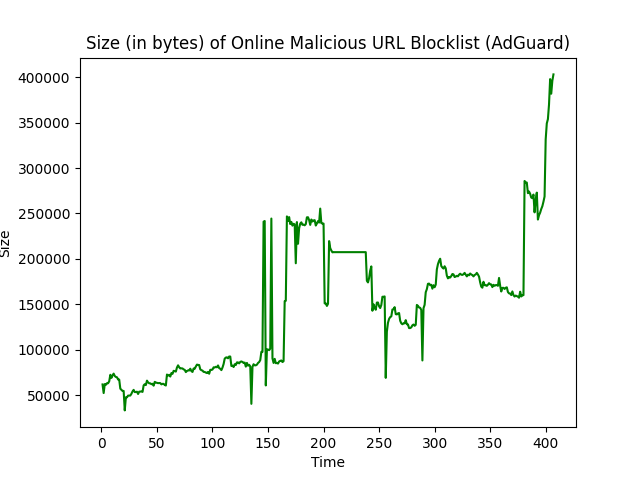 Size (in bytes) of Online Malicious URL Blocklist (AdGuard)
400000
350000
300000
250000
200000
150000
100000
50000
Size
0 50 100 150 200 250 300 350 400
Time